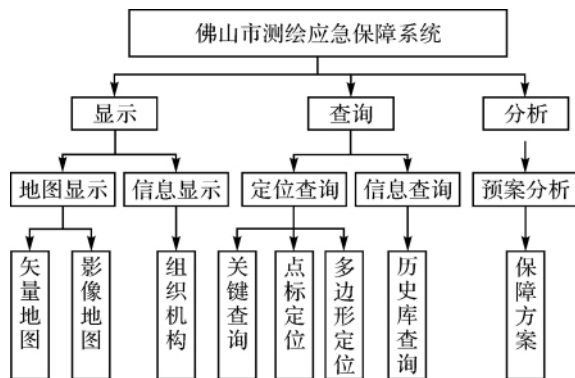 佛山市测绘应急保障系统
显示
查询
分析
地图显示
信息显示
定位查询
信息查询
预案分析
矢量地图
影像地图
组织机构
关键查询
点标定位
多边形定位
历史库查询
保障方案